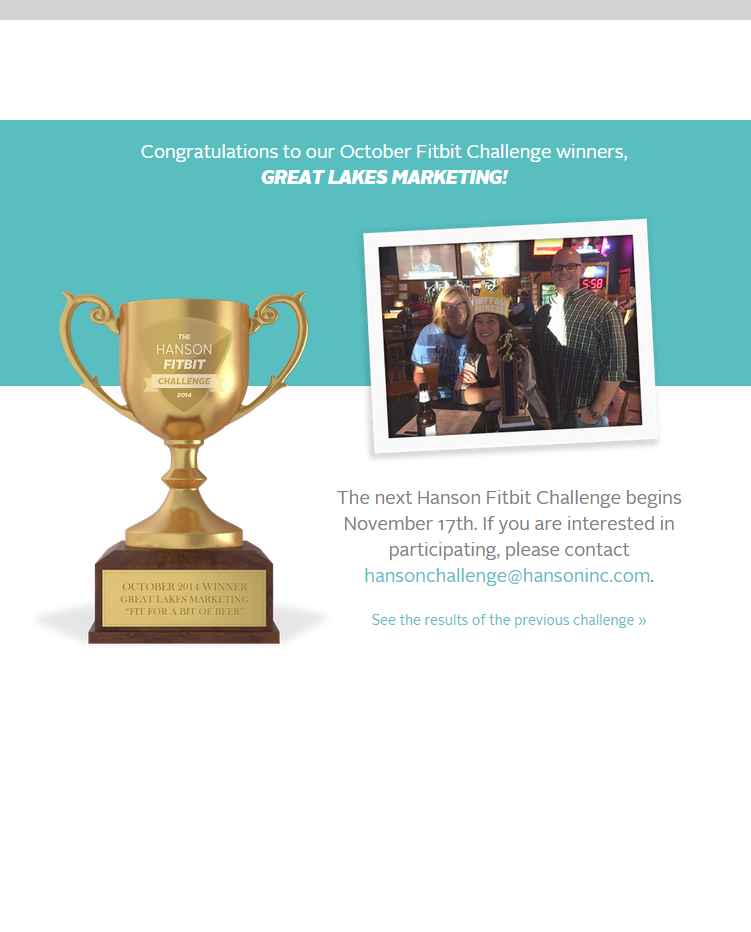 Congratulations to our October Fitbit Challenge winners,
GREAT LAKES MARKETING!
5:58
THE
HANSON
FITBIT
CHALLENGE
2014
The next Hanson Fitbit Challenge begins
November 17th. If you are interested in
participating, please contact
hansonchallenge@hansoninc.com.
OCTOBER 2014 WINNER
GREAT LAKES MARKETING
"FIT FOR A BIT OF BEER"
See the results of the previous challenge »